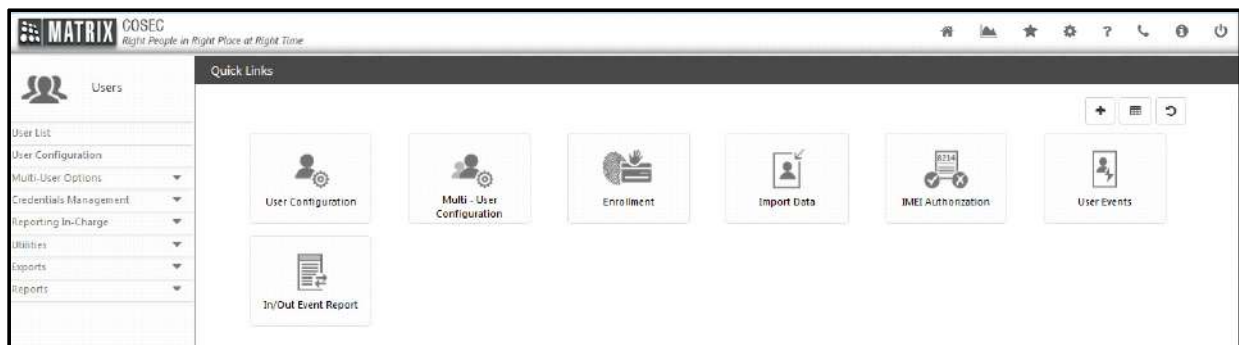 MATRIX COSEC
Right People in Right Place at Right Time
?
Users
Quick Links
User List
User Configuration
Multi-User Options
Credentials Management
Reporting In-Charge
Utilities
Exports
Reports
User Configuration
Multi - User
Configuration
Enrollment
Import Data
8214
IMEI Authorization
User Events
In/Out Event Report